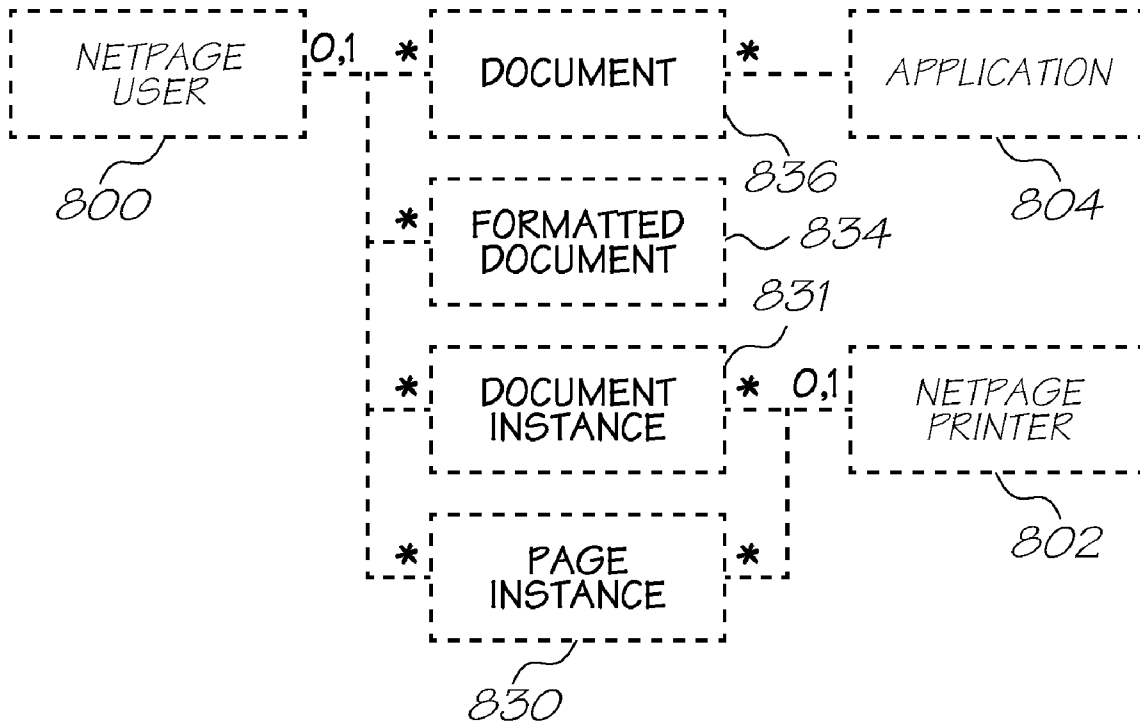 NETPAGE
USER
0,1
*
DOCUMENT
*
APPLICATION
800
836
804
*
FORMATTED
DOCUMENT
834
831
*
DOCUMENT
INSTANCE
*
0,1
NETPAGE
PRINTER
802
*
PAGE
INSTANCE
*
830